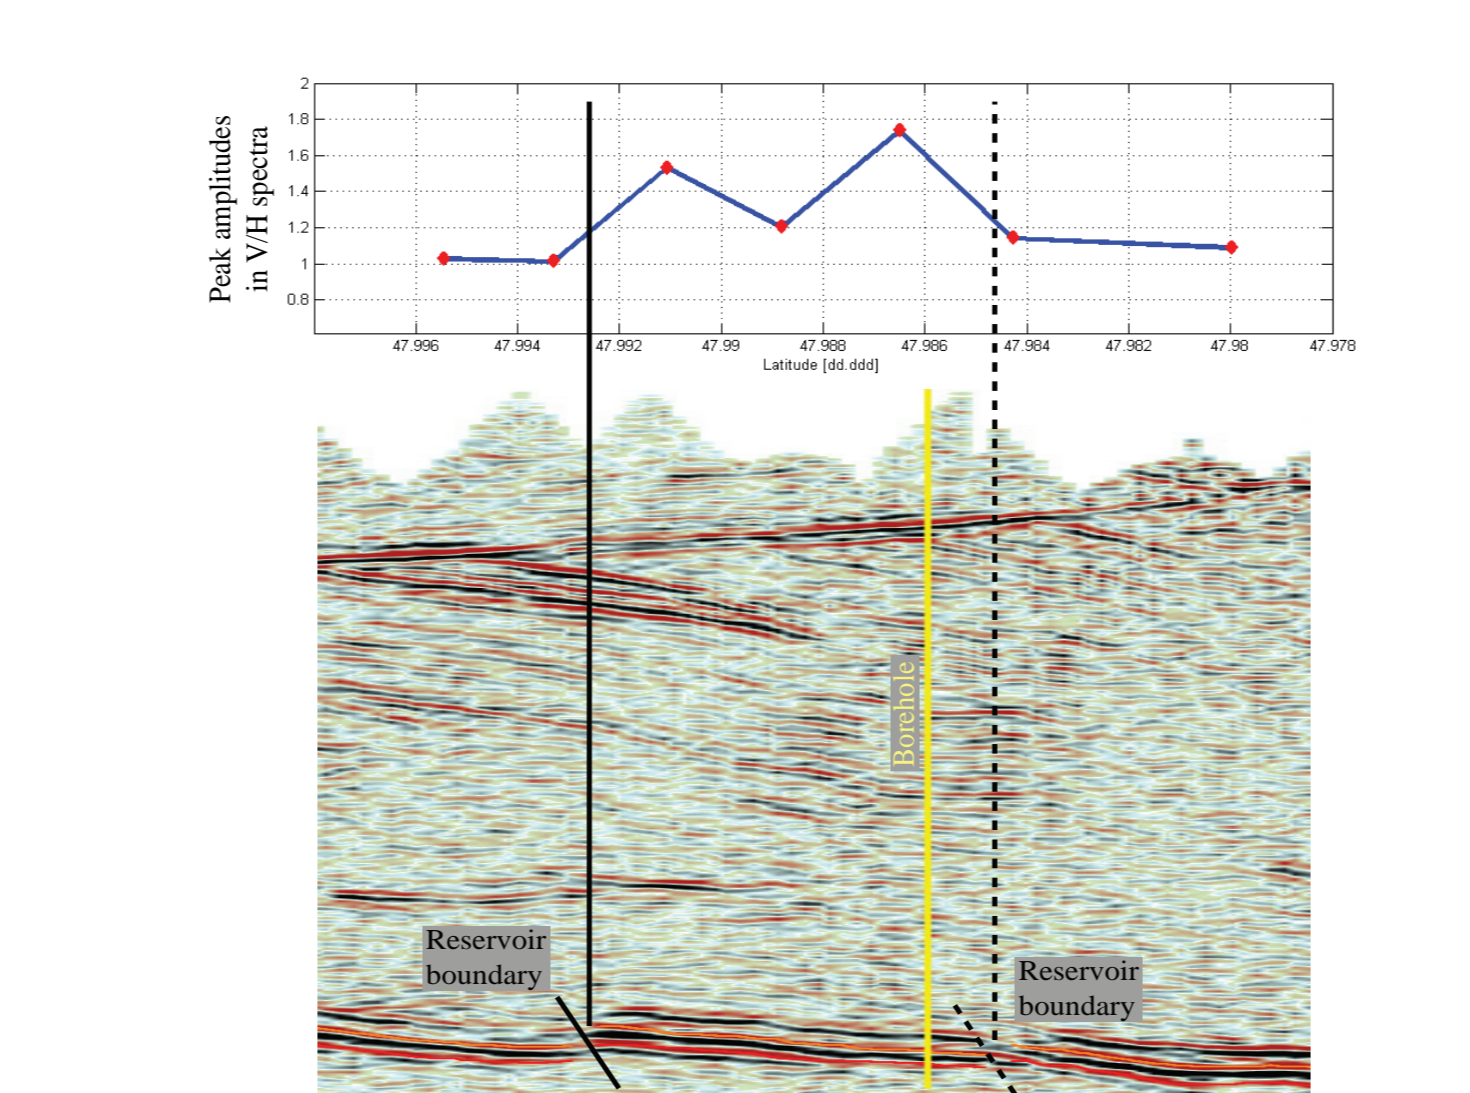 Peak amplitudes
in V/H spectra
2
1.8
1.6
1.4
1.2
1
0.8
47.996 47.994 47.992 47.99 47.988 47.986 47.984 47.982 47.98 47.978
Latitude [dd.ddd]
Borehole
Reservoir
boundary
Reservoir
boundary